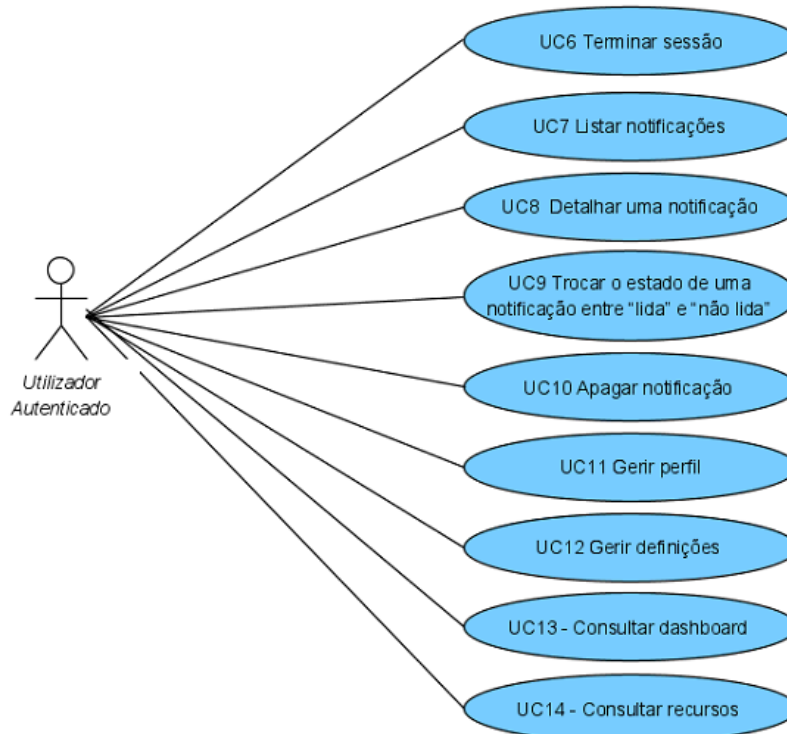 UC6 Terminar sessão
UC7 Listar notificações
UC8 Detalhar uma notificação
UC9 Trocar o estado de uma
notificação entre “lida” e “não lida”
Utilizador
Autenticado
UC10 Apagar notificação
UC11 Gerir perfil
UC12 Gerir definições
UC13 - Consultar dashboard
UC14 - Consultar recursos